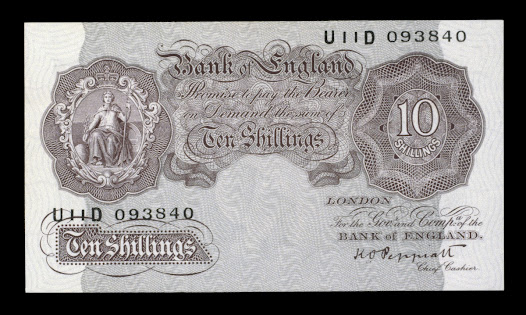 U11D 093840
Bank of England
Promise to pay the Bearer
on Demand the sum of
Ten Shillings
10
SHILLINGS
U11D 093840
Ten Shillings
LONDON
For the Govr. and Compa. of the
BANK of ENGLAND.
K O Peppiatt
Chief Cashier.